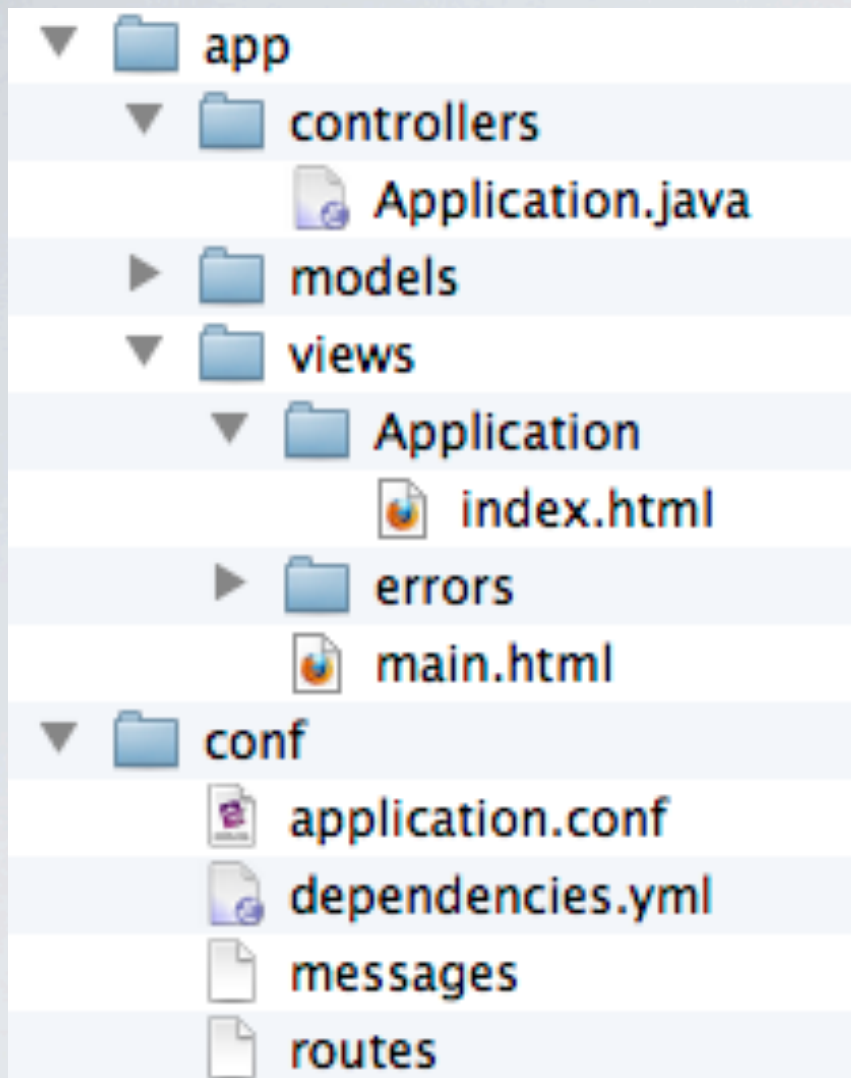 app
controllers
Application.java
models
views
Application
index.html
errors
main.html
conf
application.conf
dependencies.yml
messages
routes